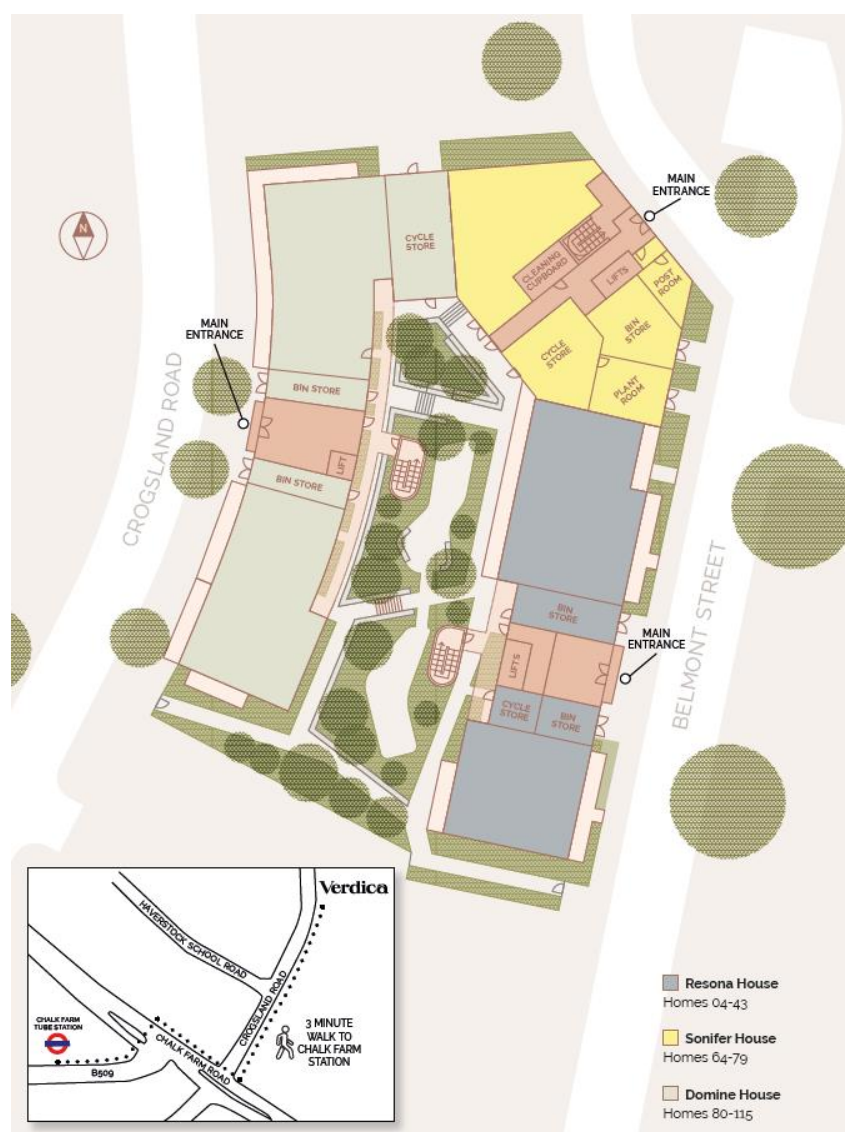 MAIN
ENTRANCE
CYCLE
STORE
CLEANING
CUPBOARD
LIFTS
POST
ROOM
BIN
STORE
CYCLE
STORE
PLANT
ROOM
N
MAIN
ENTRANCE
BIN STORE
LIFT
BIN STORE
CROGSLAND ROAD
BIN
STORE
MAIN
ENTRANCE
LIFTS
CYCLE
STORE
BIN
STORE
BELMONT STREET
Verdica
HAVERSTOCK SCHOOL ROAD
CROGSLAND ROAD
CHALK FARM
TUBE STATION
B509
CHALK FARM ROAD
3 MINUTE
WALK TO
CHALK FARM
STATION
Resona House
Homes 04-43
Sonifer House
Homes 64-79
Domine House
Homes 80-115